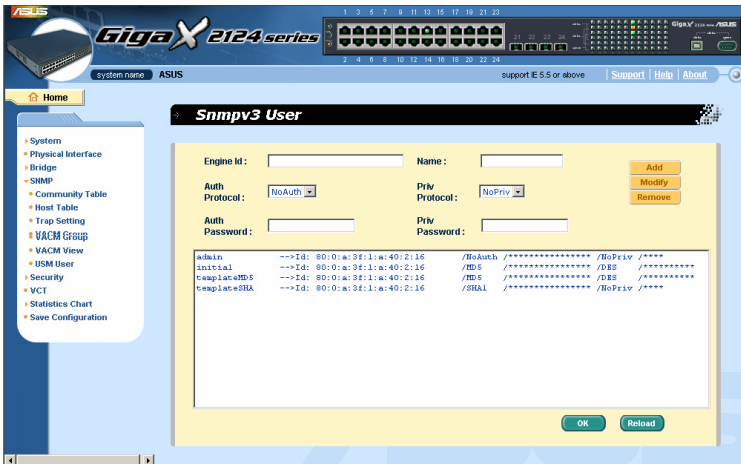 /SUS
1 3 5 7 9 11 13 15 17 19 21 23
GigaX 2124 series
21 22 23 24
GigaX 2124 series ASUS
2 4 6 8 10 12 14 16 18 20 22 24
system name ASUS
support IE 5.5 or above | Support | Help | About
Home
Snmpv3 User
System
Physical Interface
Bridge
SNMP
Community Table
Host Table
Trap Setting
VACM Group
VACM View
USM User
Security
VCT
Statistics Chart
Save Configuration
Engine Id :
Name :
Add
Auth Protocol :
NoAuth
Priv Protocol :
NoPriv
Modify
Remove
Auth Password :
Priv Password :
admin -->Id: 80:0:a:3f:1:a:40:2:16 /NoAuth /**************** /NoPriv /****
initial -->Id: 80:0:a:3f:1:a:40:2:16 /MD5 /**************** /DES /**********
templateMD5 -->Id: 80:0:a:3f:1:a:40:2:16 /MD5 /**************** /DES /**********
templateSHA -->Id: 80:0:a:3f:1:a:40:2:16 /SHA1 /**************** /NoPriv /****
OK
Reload